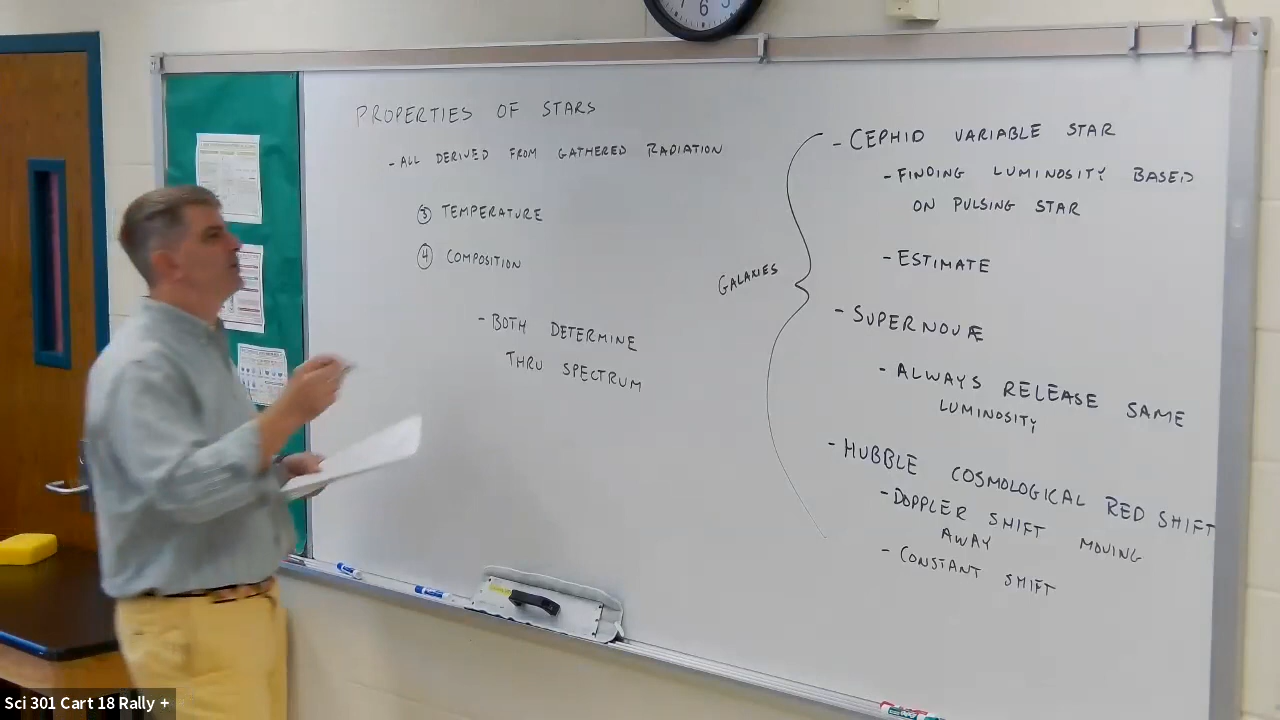 PROPERTIES OF STARS
- ALL DERIVED FROM GATHERED RADIATION
③ TEMPERATURE
④ COMPOSITION
- BOTH DETERMINE
THRU SPECTRUM
GALAXIES
- CEPHID VARIABLE STAR
- FINDING LUMINOSITY BASED
ON PULSING STAR
- ESTIMATE
- SUPERNOVÆ
- ALWAYS RELEASE SAME
LUMINOSITY
- HUBBLE COSMOLOGICAL RED SHIFT
- DOPPLER SHIFT MOVING
AWAY
- CONSTANT SHIFT
6
Sci 301 Cart 18 Rally +